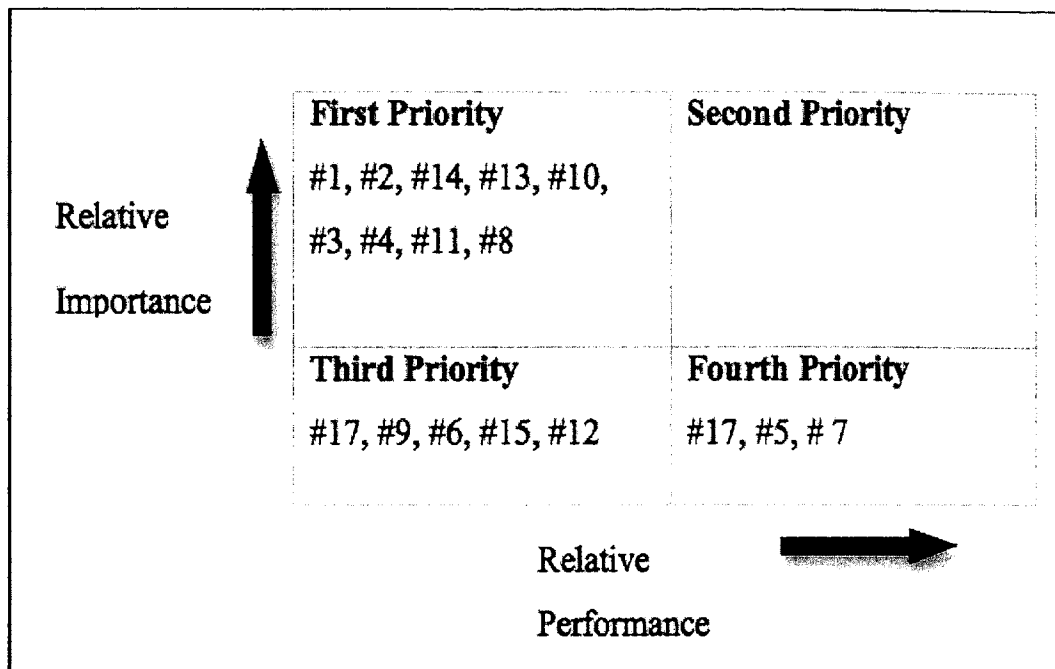 First Priority
#1, #2, #14, #13, #10,
#3, #4, #11, #8
Second Priority
Relative
Importance
Third Priority
#17, #9, #6, #15, #12
Fourth Priority
#17, #5, # 7
Relative
Performance